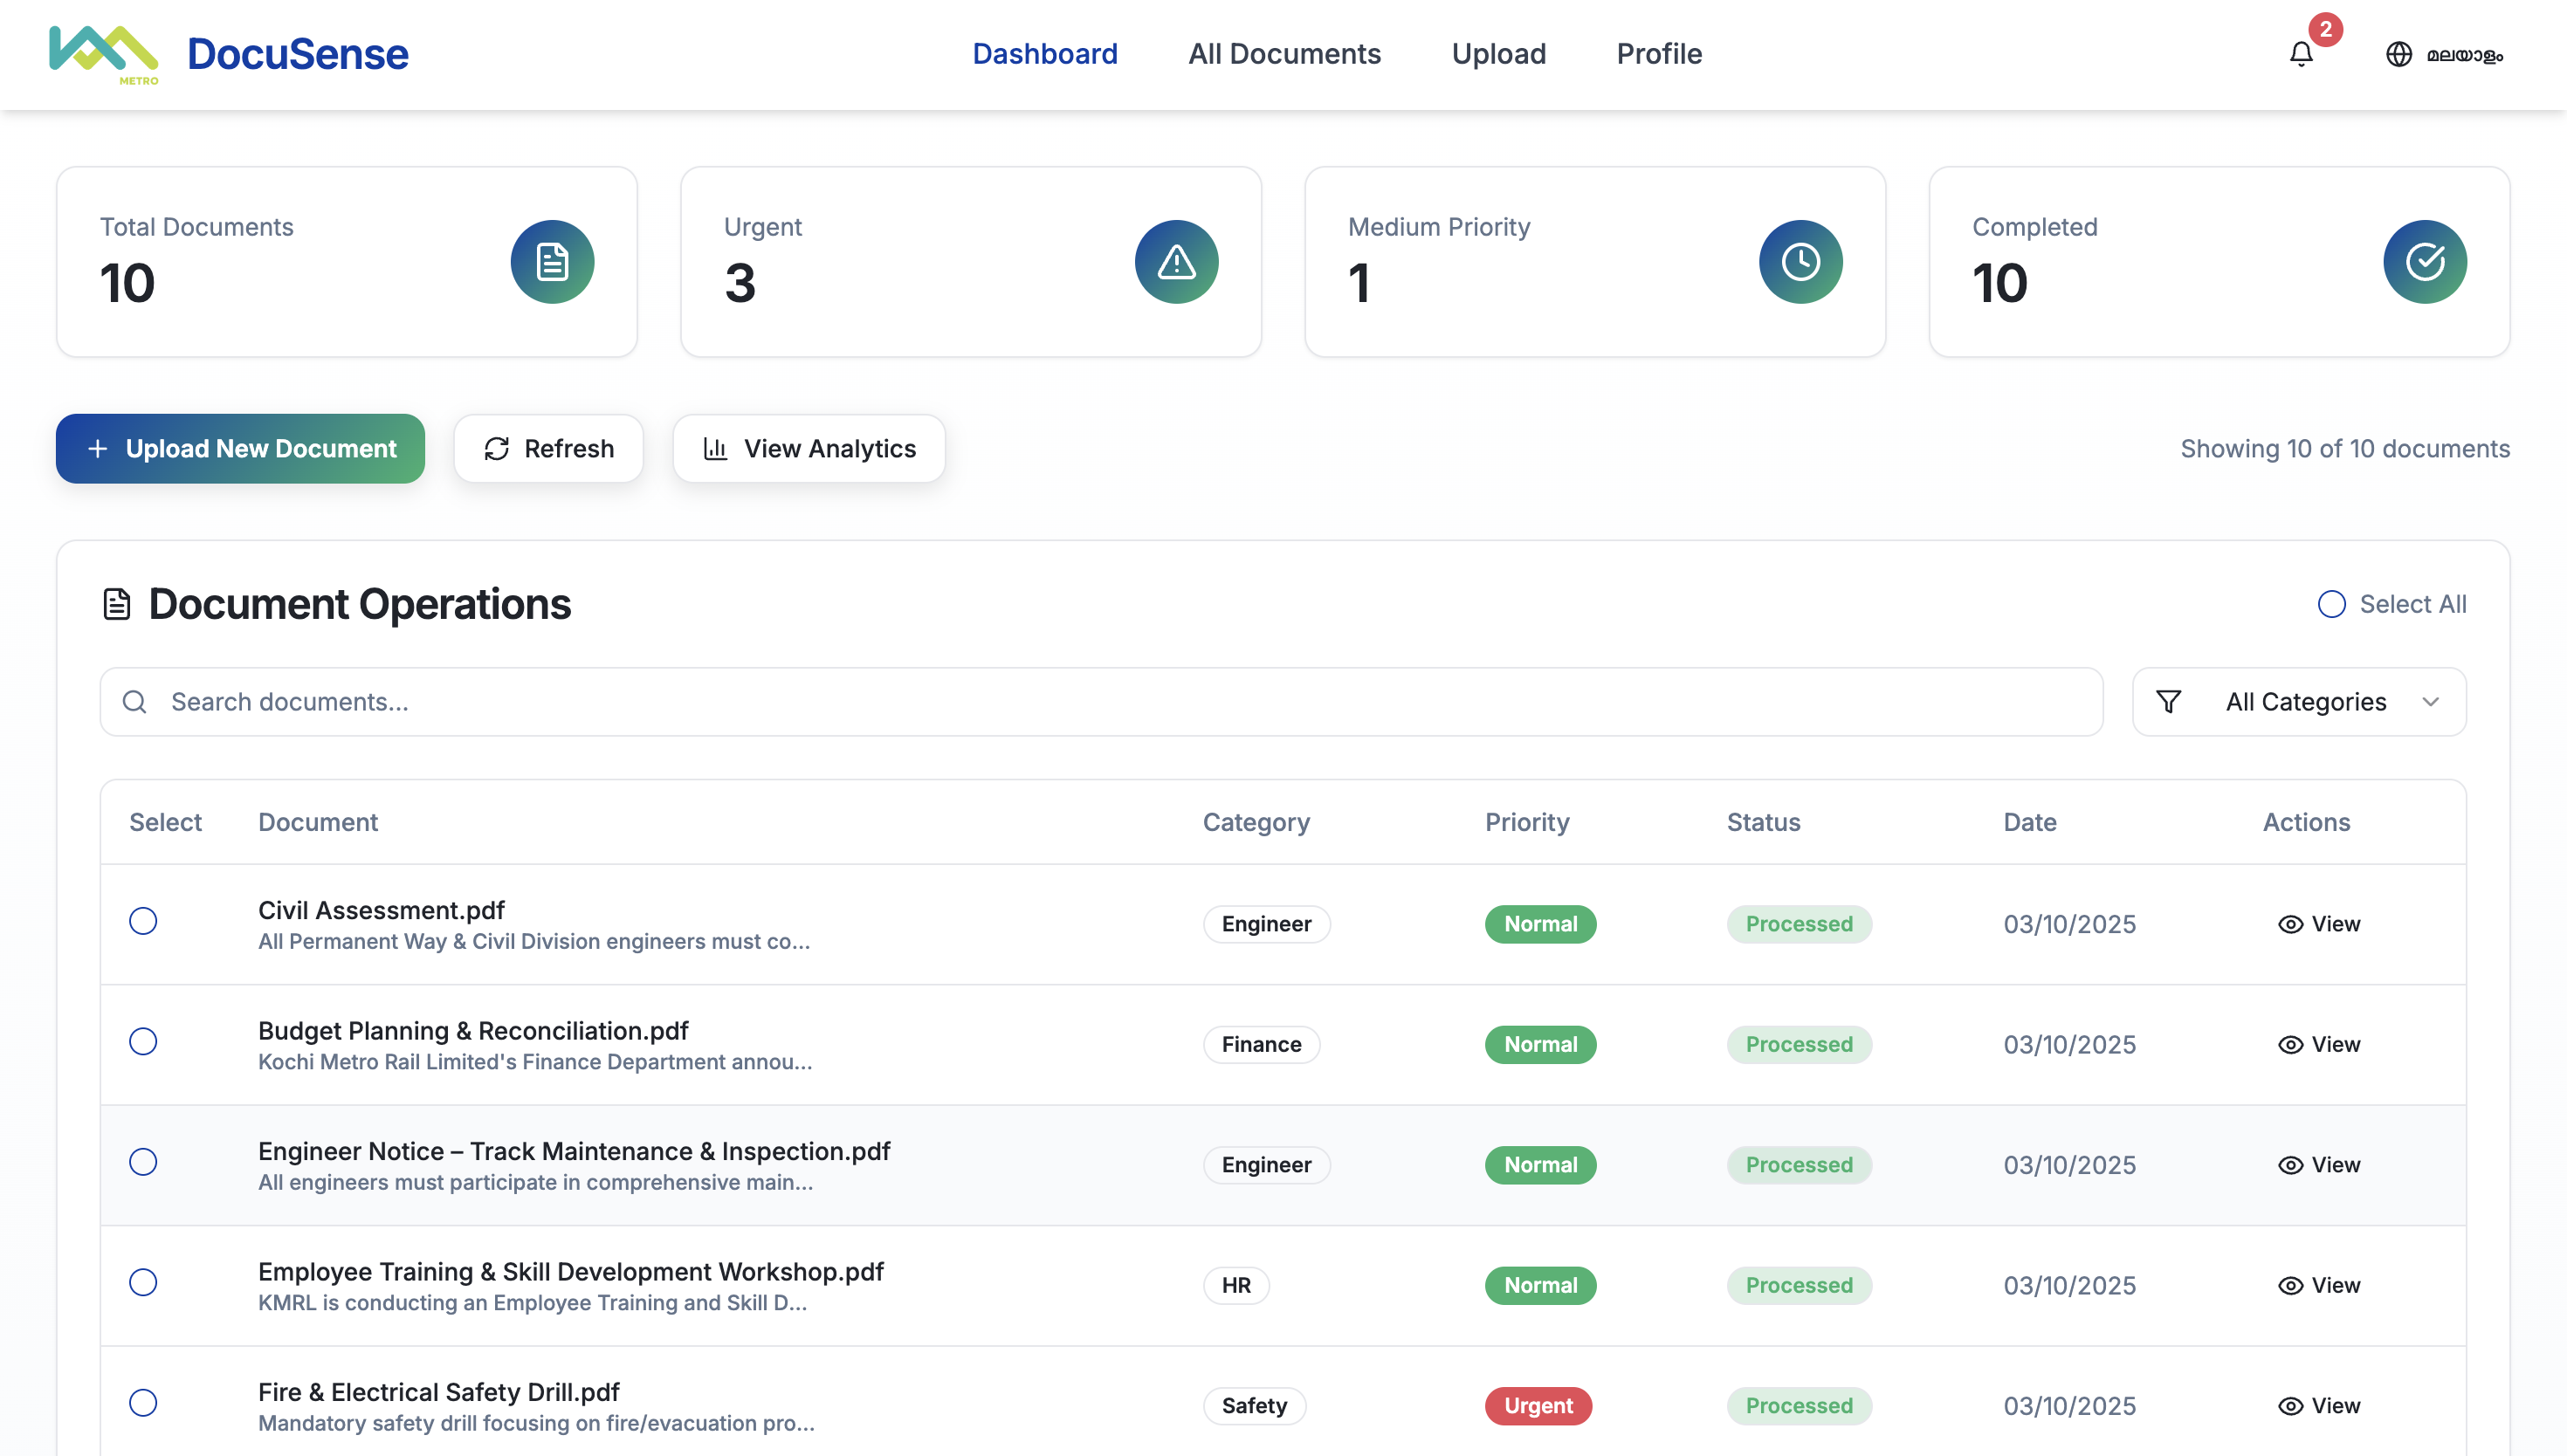 METRO
DocuSense
Dashboard
All Documents
Upload
Profile
2
മലയാളം
Total Documents
10
Urgent
3
Medium Priority
1
Completed
10
Upload New Document
Refresh
View Analytics
Showing 10 of 10 documents
Document Operations
Select All
Search documents...
All Categories
Select Document Category Priority Status Date Actions
Civil Assessment.pdf
All Permanent Way & Civil Division engineers must co...
Engineer Normal Processed 03/10/2025 View
Budget Planning & Reconciliation.pdf
Kochi Metro Rail Limited's Finance Department annou...
Finance Normal Processed 03/10/2025 View
Engineer Notice – Track Maintenance & Inspection.pdf
All engineers must participate in comprehensive main...
Engineer Normal Processed 03/10/2025 View
Employee Training & Skill Development Workshop.pdf
KMRL is conducting an Employee Training and Skill D...
HR Normal Processed 03/10/2025 View
Fire & Electrical Safety Drill.pdf
Mandatory safety drill focusing on fire/evacuation pro...
Safety Urgent Processed 03/10/2025 View